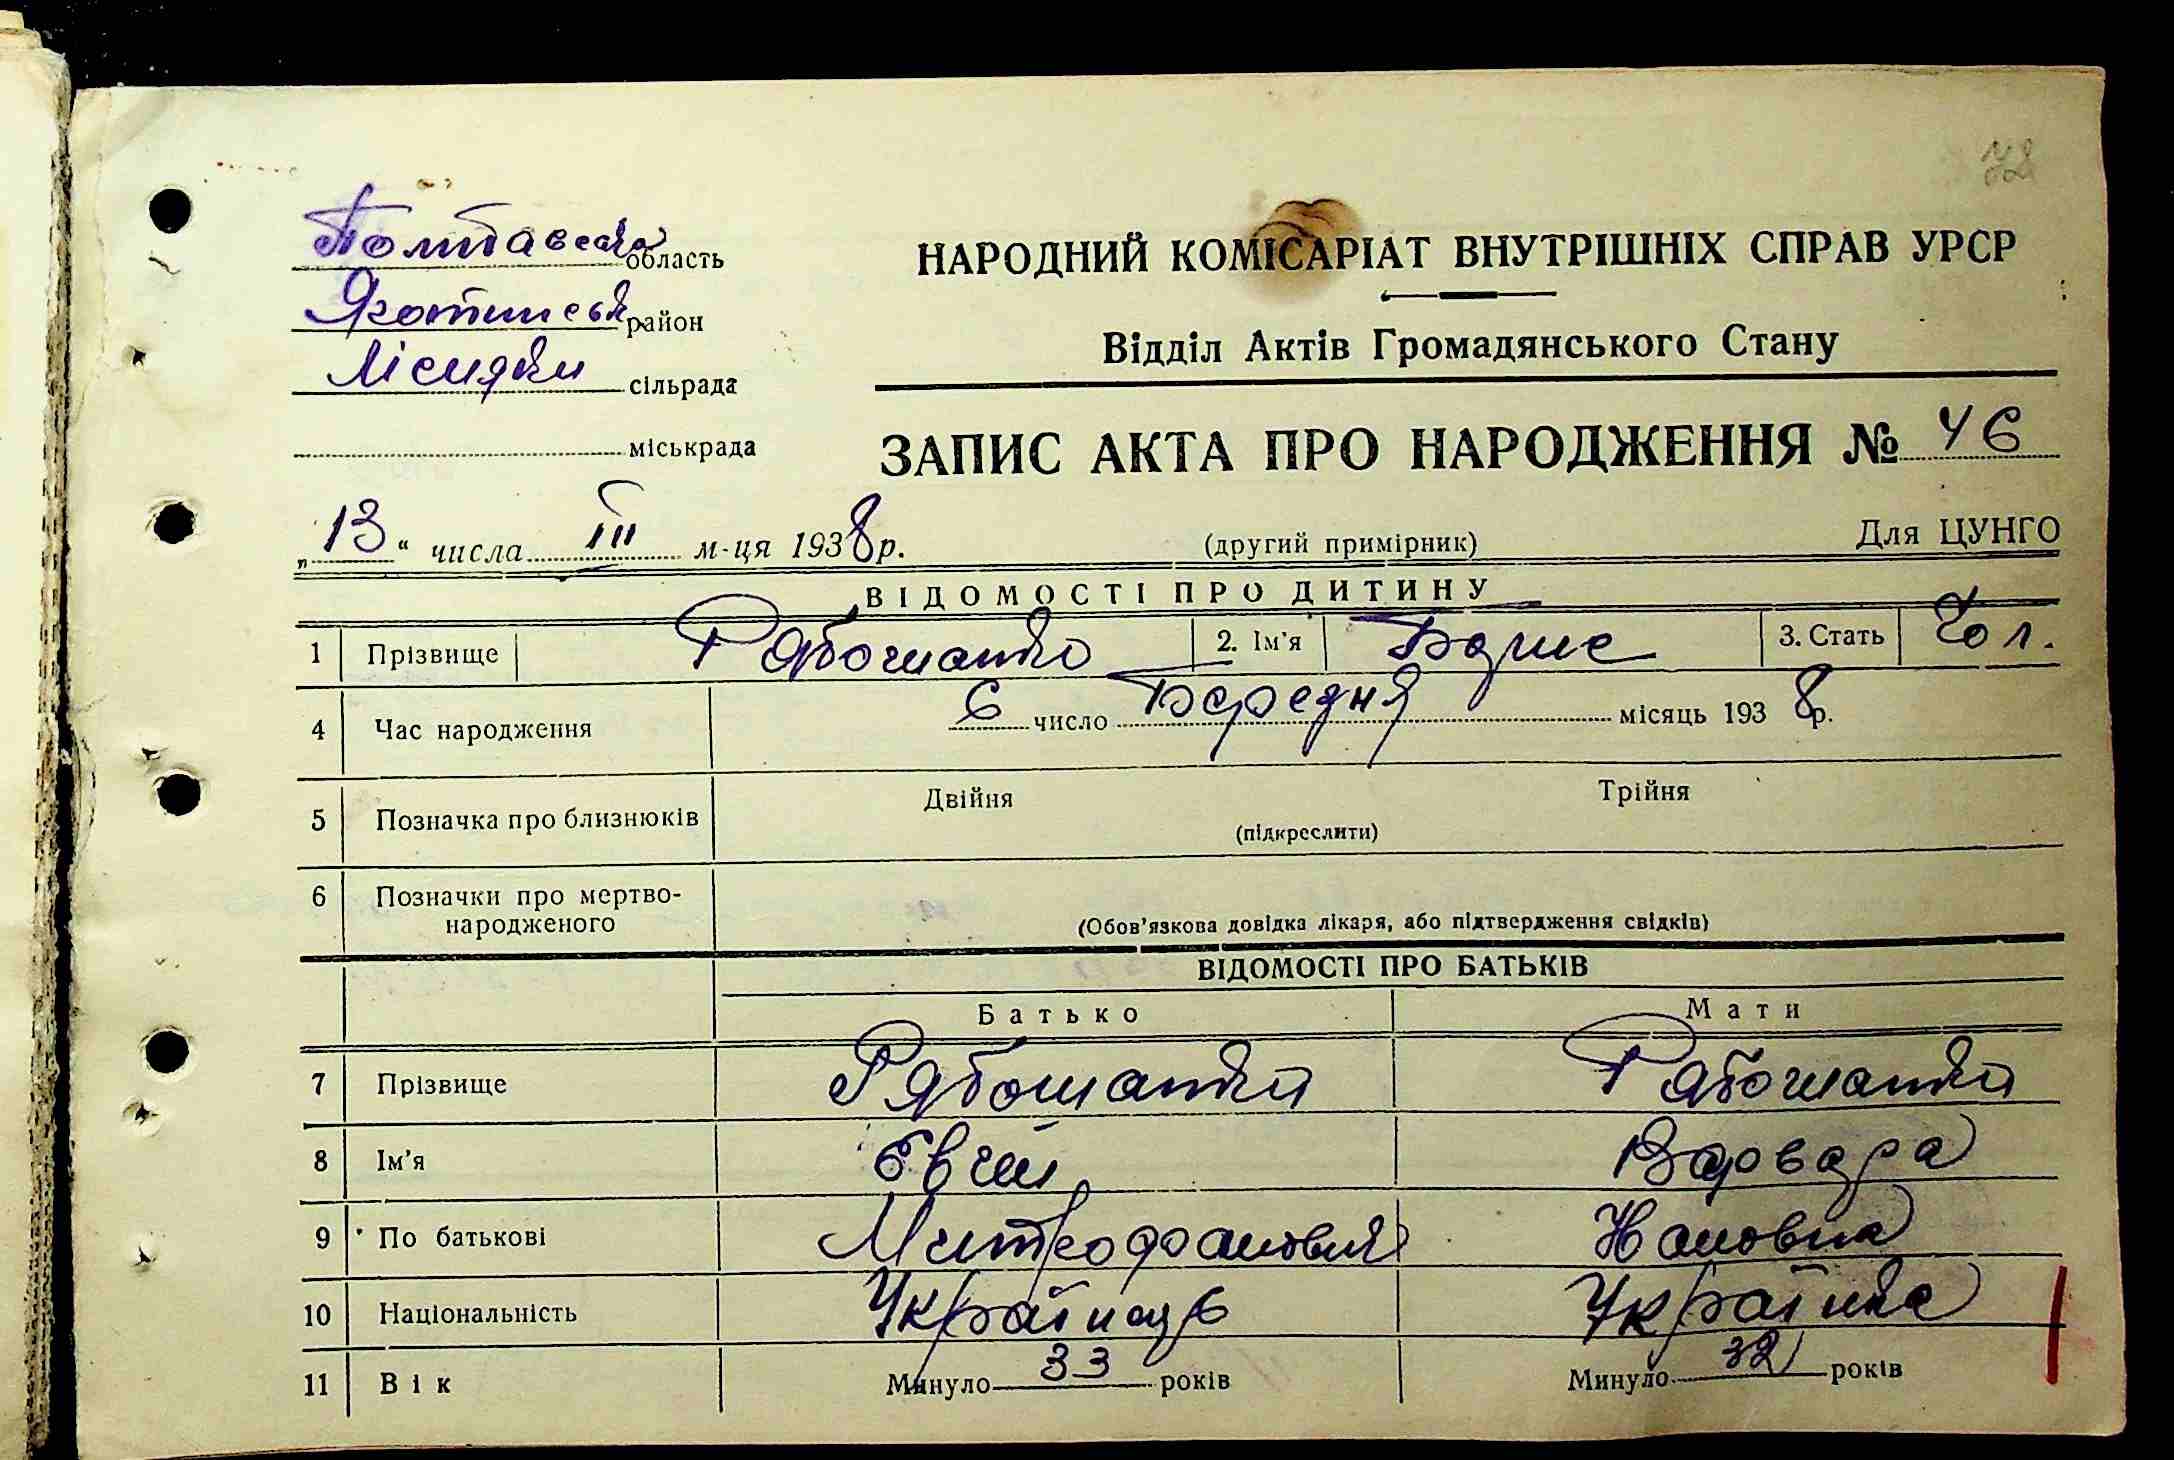 Полтавська область
НАРОДНИЙ КОМІСАРІАТ ВНУТРІШНІХ СПРАВ УРСР
район
Відділ Актів Громадянського Стану
сільрада
міськрада
ЗАПИС АКТА ПРО НАРОДЖЕННЯ № 46
„13“ числа III м-ця 1938 р.
(другий примірник)
Для ЦУНГО
ВІДОМОСТІ ПРО ДИТИНУ
1 Прізвище Рябошапко 2. Ім'я Борис 3. Стать Чол.
4 Час народження 6 число Березня місяць 1938 р.
5 Позначка про близнюків Двійня Трійня
(підкреслити)
6 Позначки про мертво-
народженого
(Обов'язкова довідка лікаря, або підтвердження свідків)
ВІДОМОСТІ ПРО БАТЬКІВ
Батько Мати
7 Прізвище Рябошапко Рябошапко
8 Ім'я Варвара
9 По батькові
10 Національність Українець Українка
11 Вік Минуло 33 років Минуло 32 років